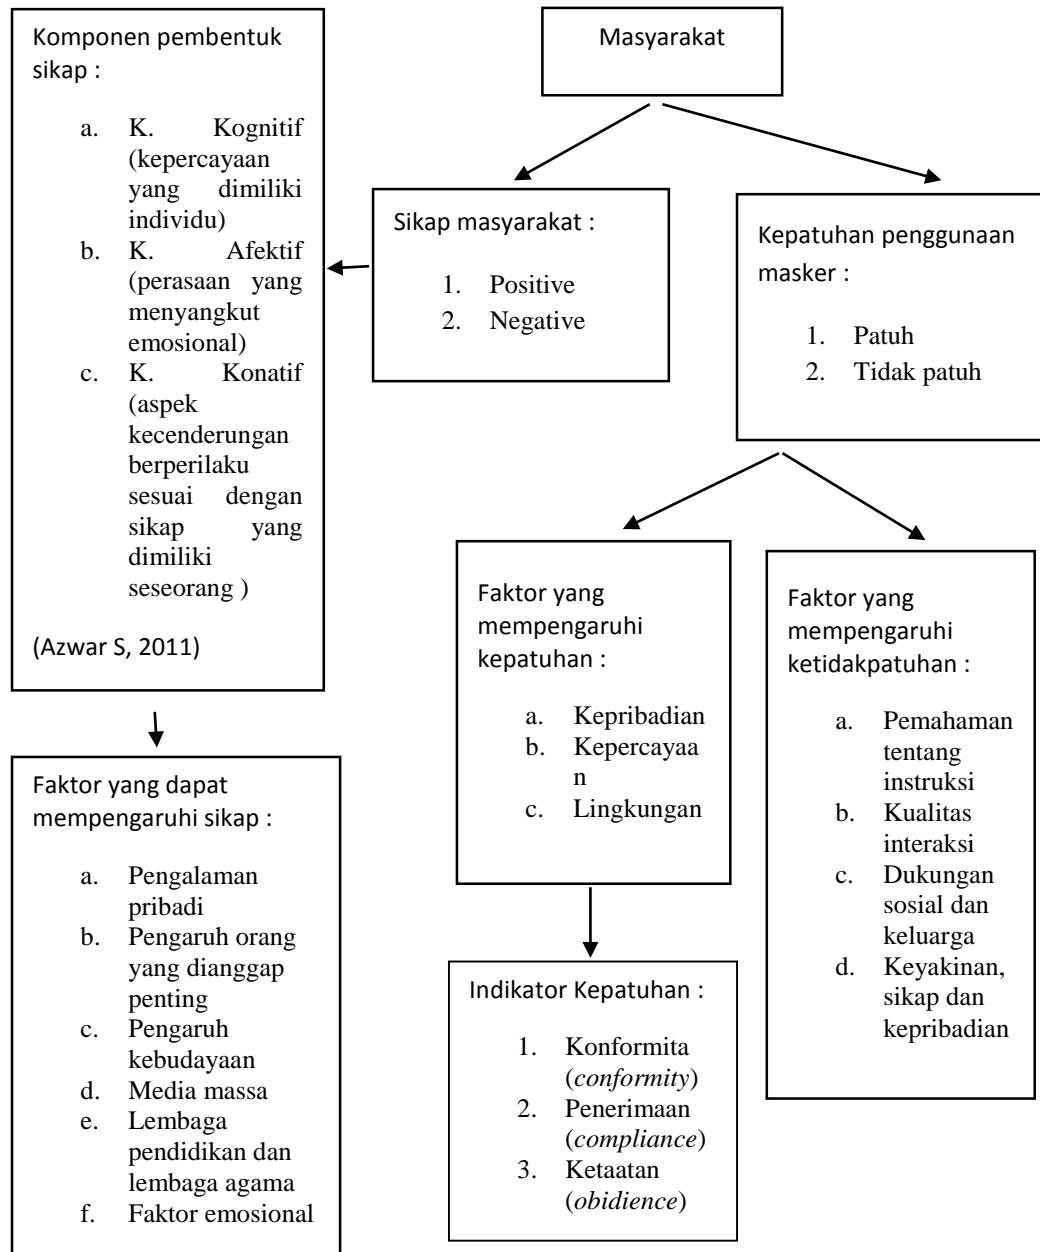 Komponen pembentuk
sikap :
a. K. Kognitif
(kepercayaan
yang dimiliki
individu)
b. K. Afektif
(perasaan yang
menyangkut
emosional)
c. K. Konatif
(aspek
kecenderungan
berperilaku
sesuai dengan
sikap yang
dimiliki
seseorang )
(Azwar S, 2011)
Masyarakat
Sikap masyarakat :
1. Positive
2. Negative
Kepatuhan penggunaan
masker :
1. Patuh
2. Tidak patuh
Faktor yang dapat
mempengaruhi sikap :
a. Pengalaman
pribadi
b. Pengaruh orang
yang dianggap
penting
c. Pengaruh
kebudayaan
d. Media massa
e. Lembaga
pendidikan dan
lembaga agama
f. Faktor emosional
Faktor yang
mempengaruhi
kepatuhan :
a. Kepribadian
b. Kepercayaa
n
c. Lingkungan
Indikator Kepatuhan :
1. Konformita
(conformity)
2. Penerimaan
(compliance)
3. Ketaatan
(obidience)
Faktor yang
mempengaruhi
ketidakpatuhan :
a. Pemahaman
tentang
instruksi
b. Kualitas
interaksi
c. Dukungan
sosial dan
keluarga
d. Keyakinan,
sikap dan
kepribadian